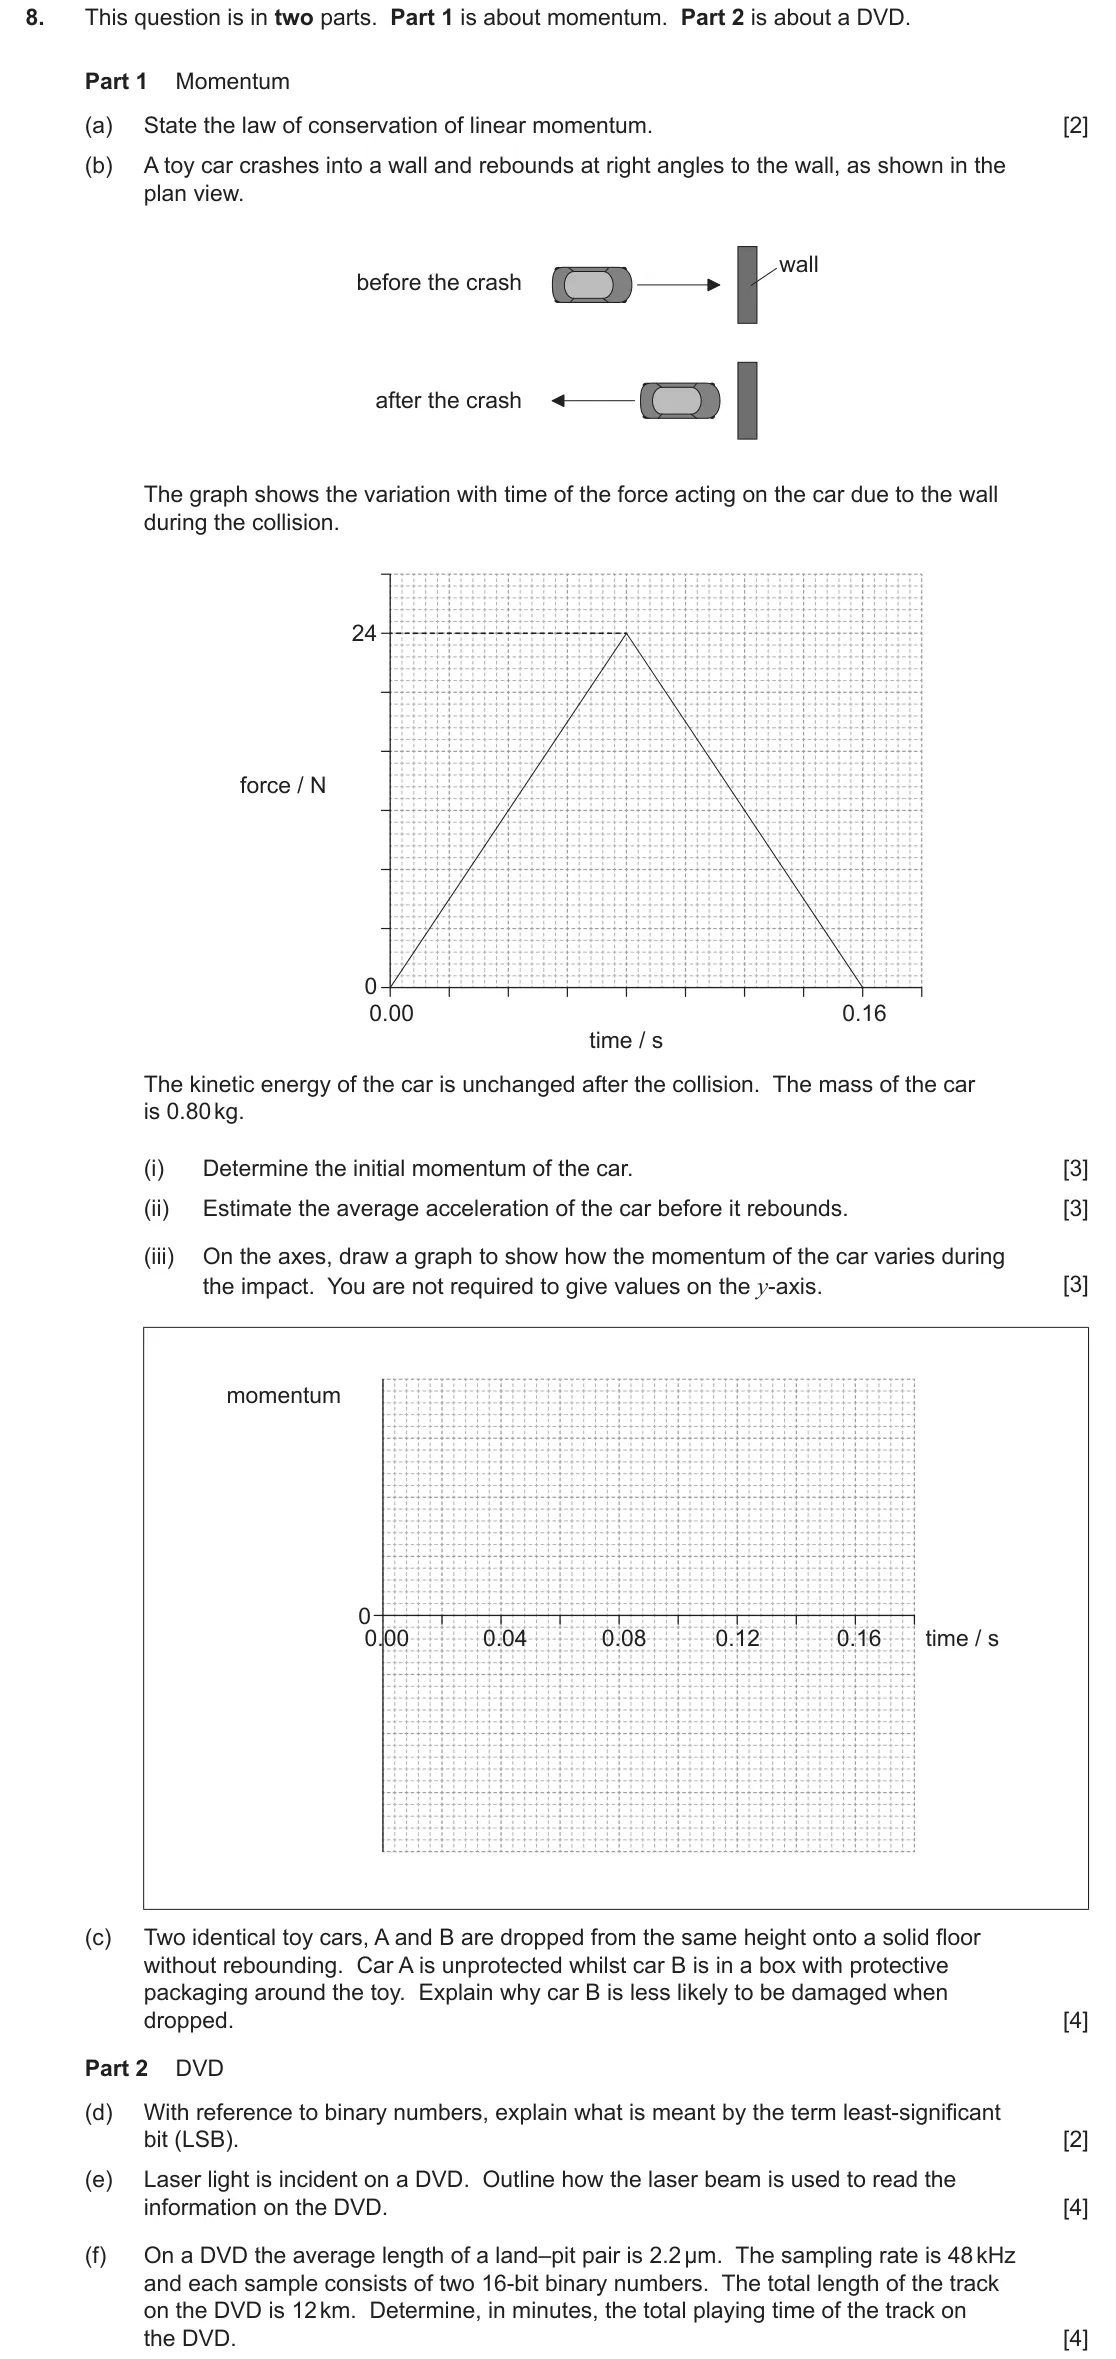 8. This question is in two parts. Part 1 is about momentum. Part 2 is about a DVD.
Part 1 Momentum
(a) State the law of conservation of linear momentum. [2]
(b) A toy car crashes into a wall and rebounds at right angles to the wall, as shown in the
plan view.
before the crash
wall
after the crash
The graph shows the variation with time of the force acting on the car due to the wall
during the collision.
24
force / N
0
0.00 0.16
time / s
The kinetic energy of the car is unchanged after the collision. The mass of the car
is 0.80 kg.
(i) Determine the initial momentum of the car. [3]
(ii) Estimate the average acceleration of the car before it rebounds. [3]
(iii) On the axes, draw a graph to show how the momentum of the car varies during
the impact. You are not required to give values on the y-axis. [3]
momentum
0
0.00 0.04 0.08 0.12 0.16 time / s
(c) Two identical toy cars, A and B are dropped from the same height onto a solid floor
without rebounding. Car A is unprotected whilst car B is in a box with protective
packaging around the toy. Explain why car B is less likely to be damaged when
dropped. [4]
Part 2 DVD
(d) With reference to binary numbers, explain what is meant by the term least-significant
bit (LSB). [2]
(e) Laser light is incident on a DVD. Outline how the laser beam is used to read the
information on the DVD. [4]
(f) On a DVD the average length of a land–pit pair is 2.2 µm. The sampling rate is 48 kHz
and each sample consists of two 16-bit binary numbers. The total length of the track
on the DVD is 12 km. Determine, in minutes, the total playing time of the track on
the DVD. [4]